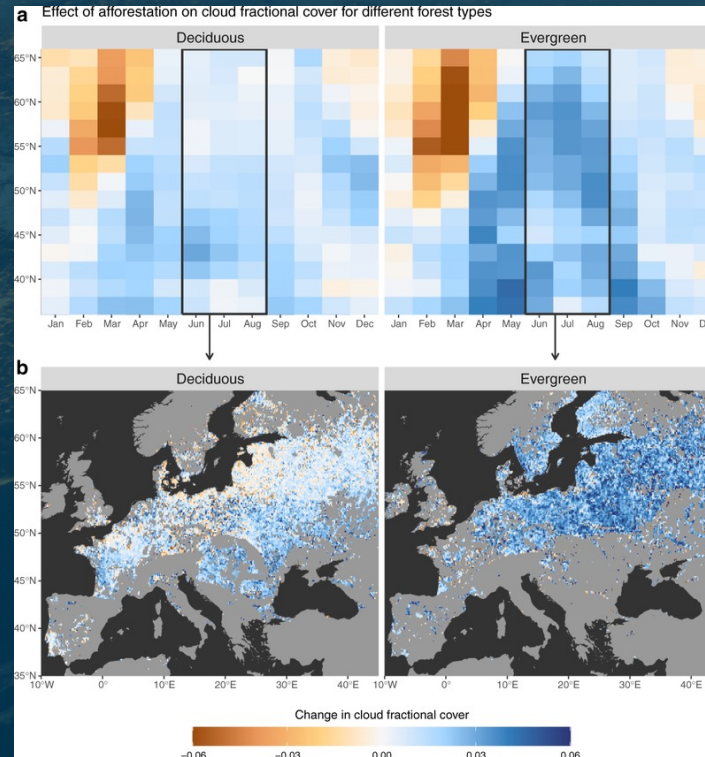 a Effect of afforestation on cloud fractional cover for different forest types
Deciduous Evergreen
65°N
60°N
55°N
50°N
45°N
40°N
Jan Feb Mar Apr May Jun Jul Aug Sep Oct Nov Dec Jan Feb Mar Apr May Jun Jul Aug Sep Oct Nov D
b
Deciduous Evergreen
65°N
60°N
55°N
50°N
45°N
40°N
35°N
10°W 0° 10°E 20°E 30°E 40°E 10°W 0° 10°E 20°E 30°E 40°E
Change in cloud fractional cover
−0.06 −0.03 0.00 0.03 0.06